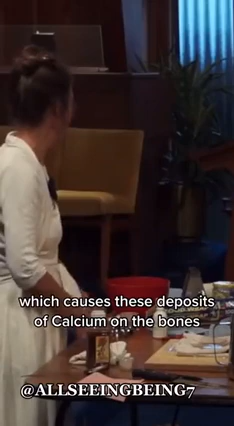 which causes these deposits
of Calcium on the bones
@ALLSEEINGBEING7